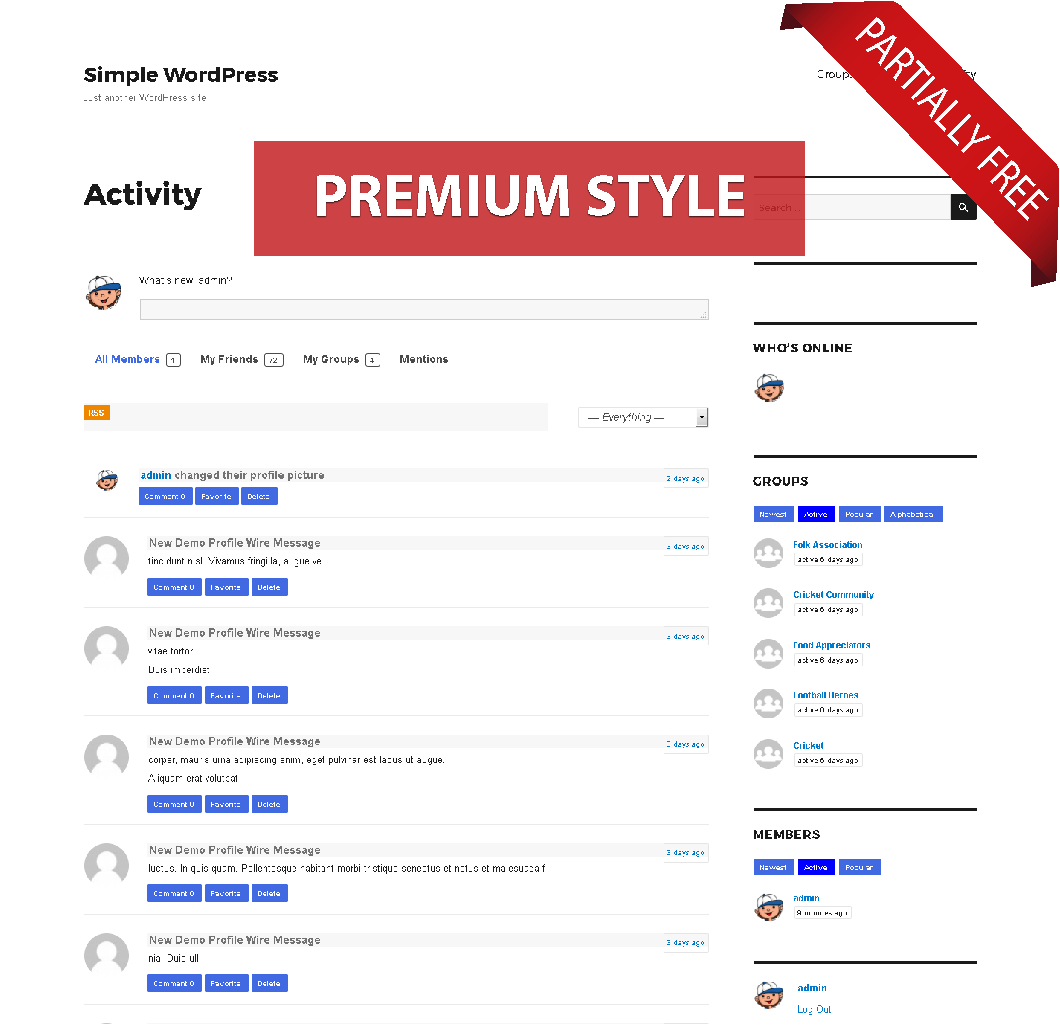 Simple WordPress
Just another WordPress site
PARTIALLY FREE
Activity
PREMIUM STYLE
Search …
What's new, admin?
All Members 1 My Friends 72 My Groups 4 Mentions
RSS
— Everything —
admin changed their profile picture
2 days ago
Comment 0 Favorite Delete
New Demo Profile Wire Message
3 days ago
tincidunt nisl. Vivamus fringilla, augue ve
Comment 0 Favorite Delete
New Demo Profile Wire Message
3 days ago
vitae tortor.
Duis imperdiet
Comment 0 Favorite Delete
New Demo Profile Wire Message
3 days ago
corper, mauris urna adipiscing enim, eget pulvinar est lacus ut augue.
Aliquam erat volutpat
Comment 0 Favorite Delete
New Demo Profile Wire Message
3 days ago
luctus. In quis quam. Pellentesque habitant morbi tristique senectus et netus et malesuada f
Comment 0 Favorite Delete
New Demo Profile Wire Message
3 days ago
nia. Duis ull
Comment 0 Favorite Delete
WHO'S ONLINE
GROUPS
Newest Active Popular Alphabetical
Folk Association
active 6 days ago
Cricket Community
active 6 days ago
Food Appreciators
active 6 days ago
Football Heroes
active 6 days ago
Cricket
active 6 days ago
MEMBERS
Newest Active Popular
admin
9 minutes ago
admin
Log Out